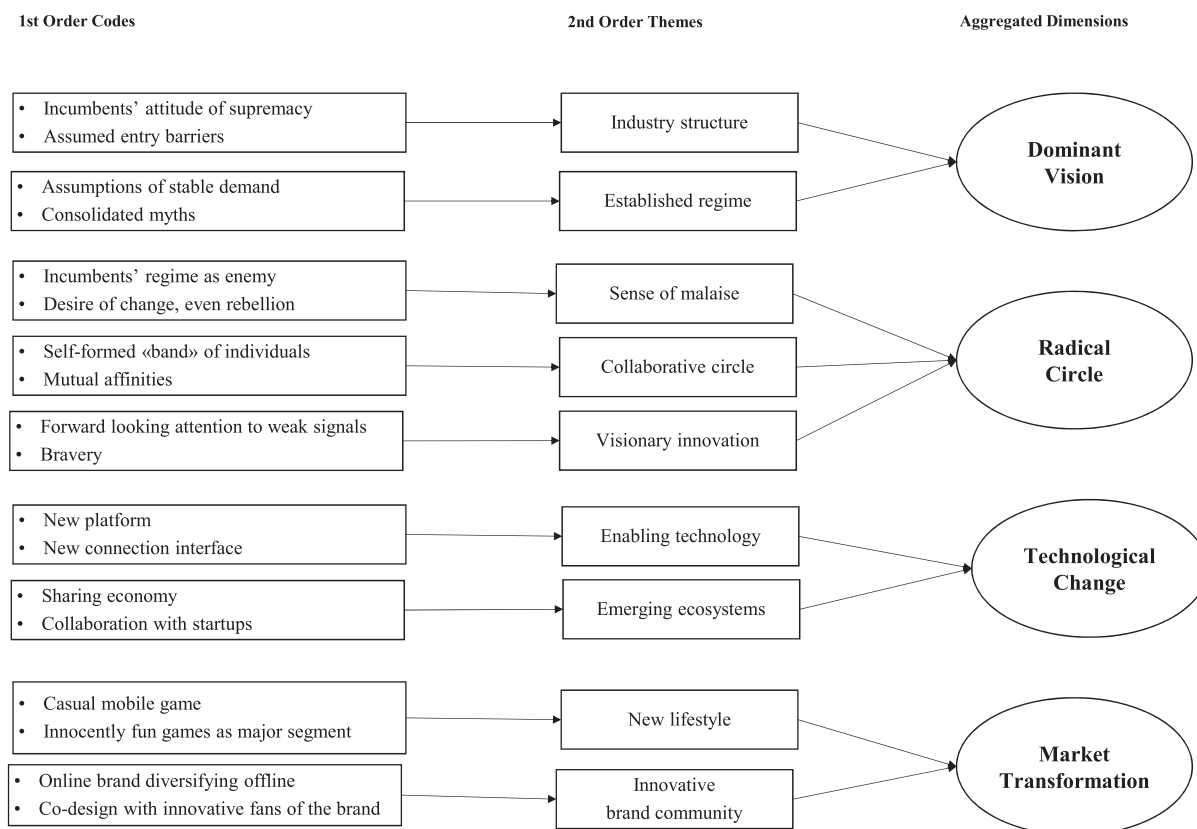 1st Order Codes
2nd Order Themes
Aggregated Dimensions
• Incumbents’ attitude of supremacy
• Assumed entry barriers
Industry structure
• Assumptions of stable demand
• Consolidated myths
Established regime
Dominant
Vision
• Incumbents’ regime as enemy
• Desire of change, even rebellion
Sense of malaise
• Self-formed «band» of individuals
• Mutual affinities
Collaborative circle
• Forward looking attention to weak signals
• Bravery
Visionary innovation
Radical
Circle
• New platform
• New connection interface
Enabling technology
• Sharing economy
• Collaboration with startups
Emerging ecosystems
Technological
Change
• Casual mobile game
• Innocently fun games as major segment
New lifestyle
• Online brand diversifying offline
• Co-design with innovative fans of the brand
Innovative
brand community
Market
Transformation